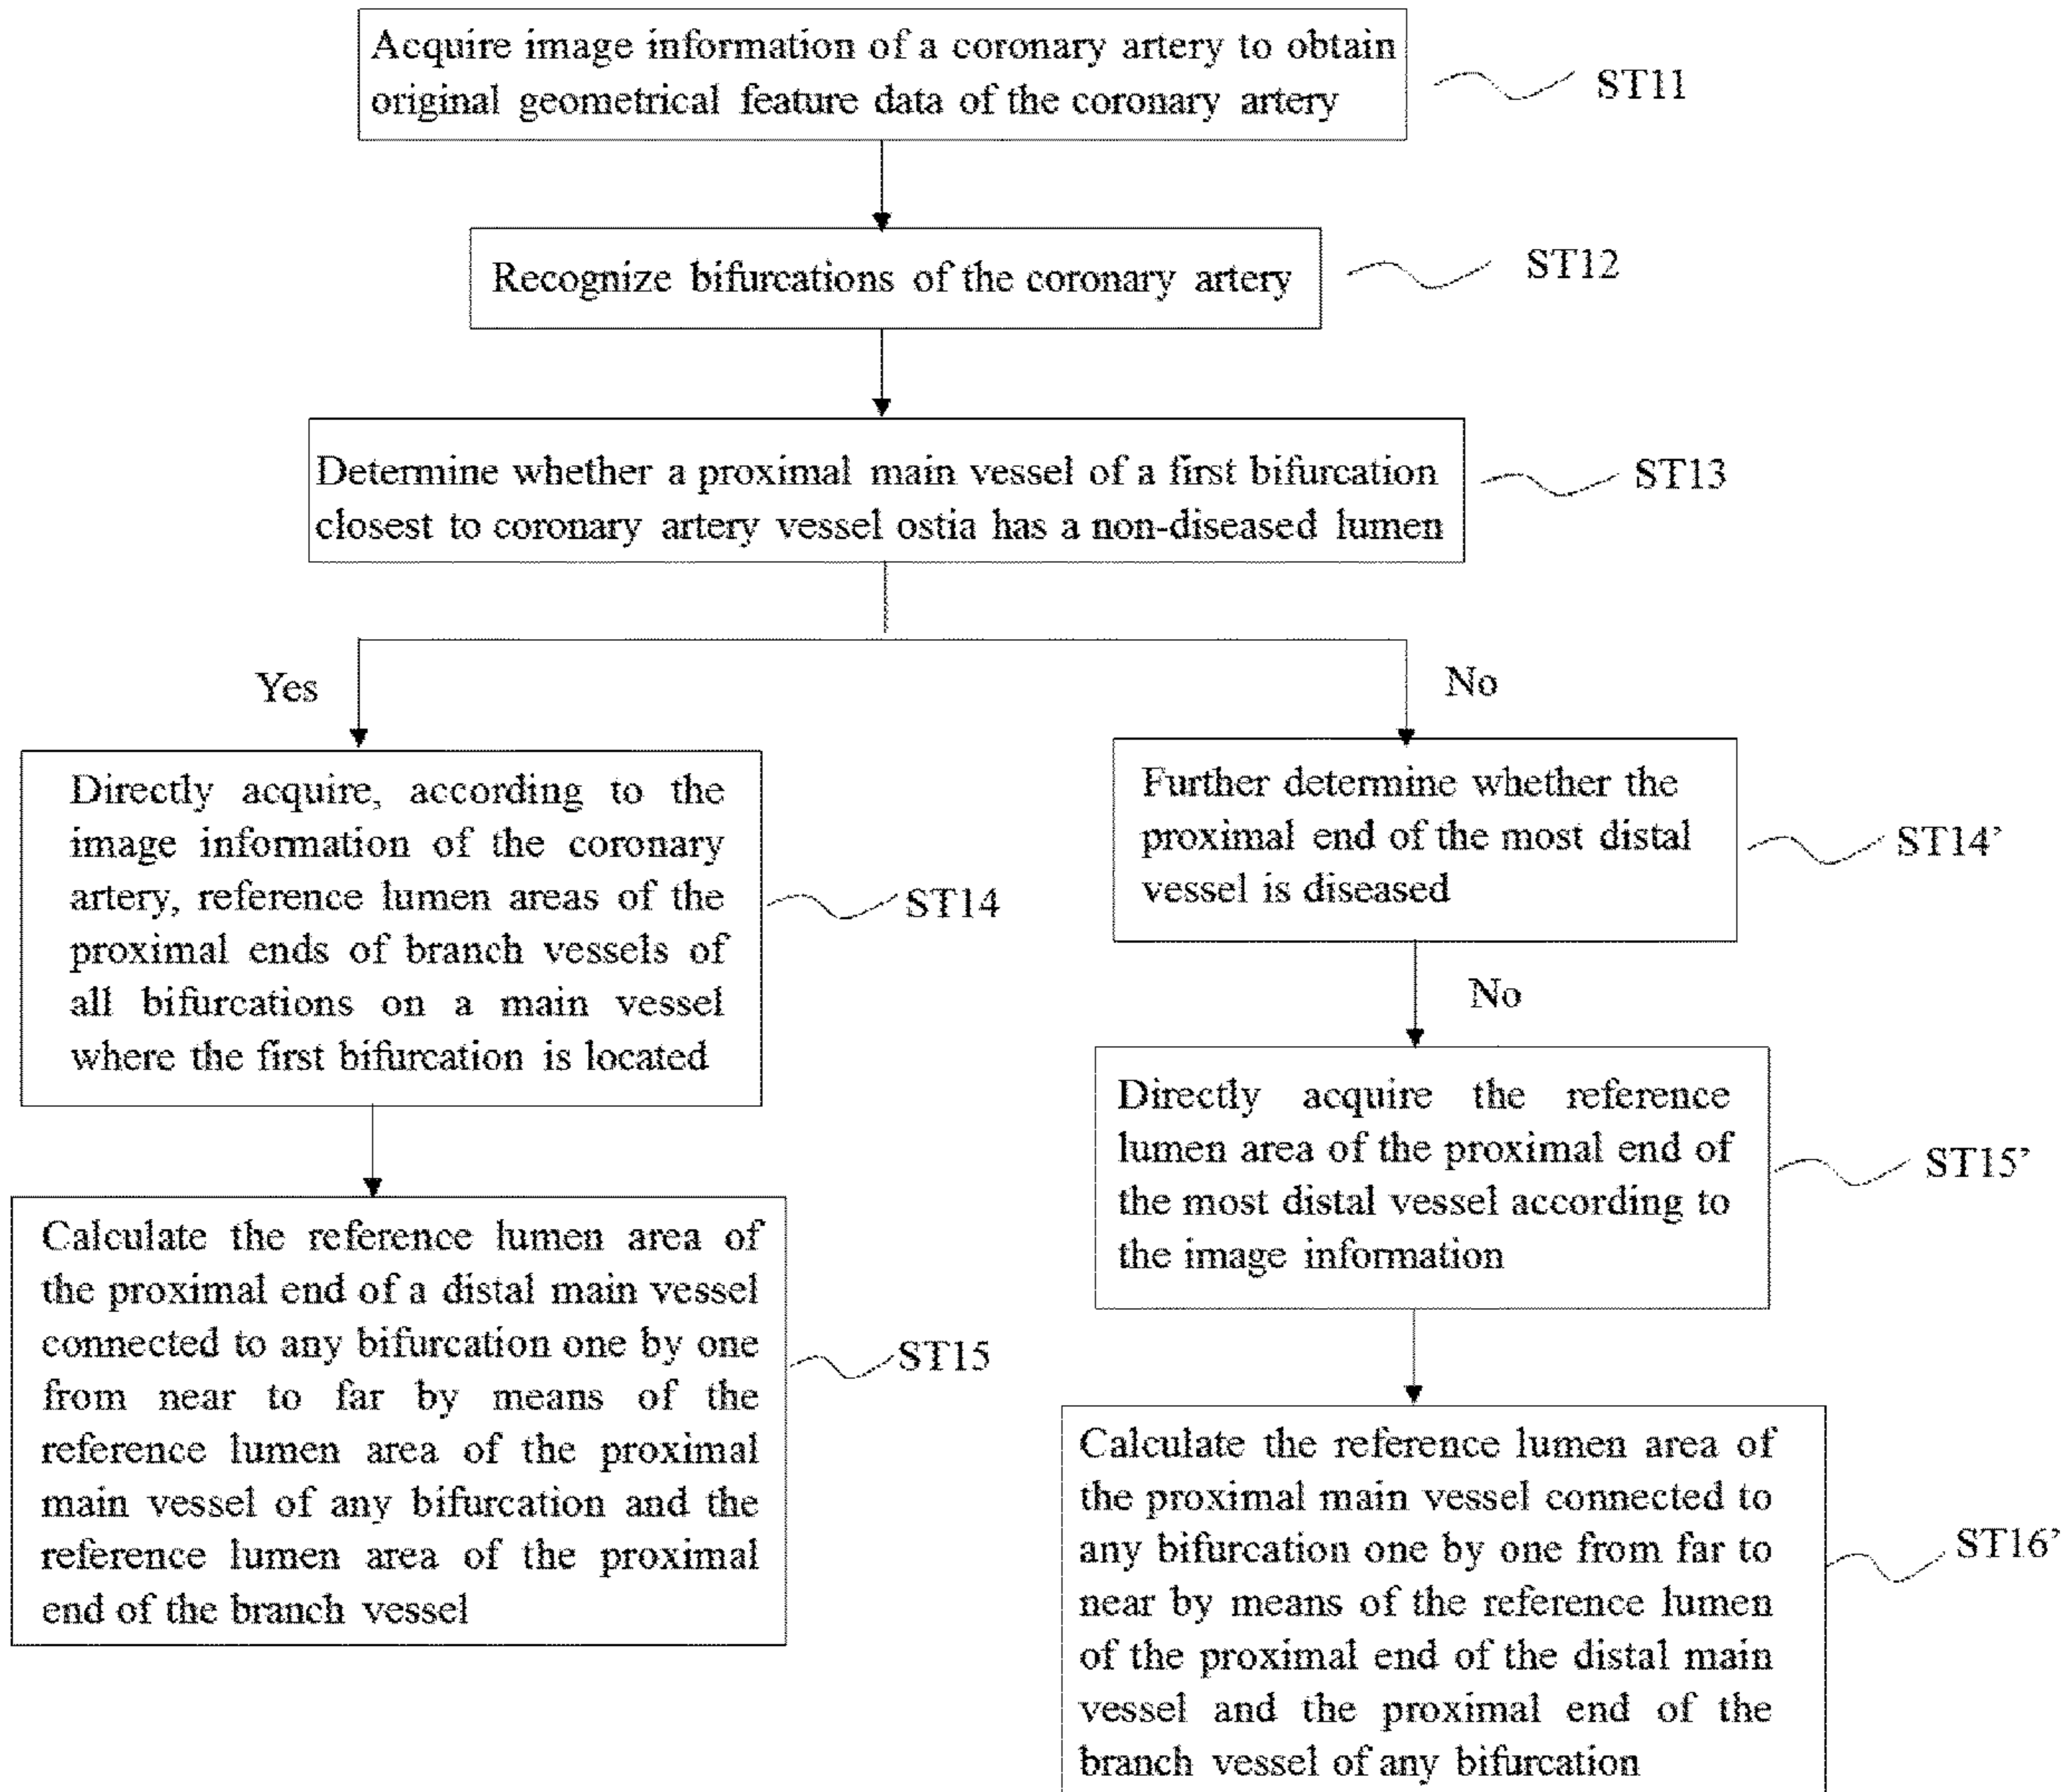 Acquire image information of a coronary artery to obtain
original geometrical feature data of the coronary artery
ST11
Recognize bifurcations of the coronary artery
ST12
Determine whether a proximal main vessel of a first bifurcation
closest to coronary artery vessel ostia has a non-diseased lumen
ST13
Yes
No
Directly acquire, according to the
image information of the coronary
artery, reference lumen areas of the
proximal ends of branch vessels of
all bifurcations on a main vessel
where the first bifurcation is located
ST14
Further determine whether the
proximal end of the most distal
vessel is diseased
ST14’
No
Directly acquire the reference
lumen area of the proximal end of
the most distal vessel according to
the image information
ST15’
Calculate the reference lumen area of
the proximal end of a distal main vessel
connected to any bifurcation one by one
from near to far by means of the
reference lumen area of the proximal
main vessel of any bifurcation and the
reference lumen area of the proximal
end of the branch vessel
ST15
Calculate the reference lumen area of
the proximal main vessel connected to
any bifurcation one by one from far to
near by means of the reference lumen
of the proximal end of the distal main
vessel and the proximal end of the
branch vessel of any bifurcation
ST16’